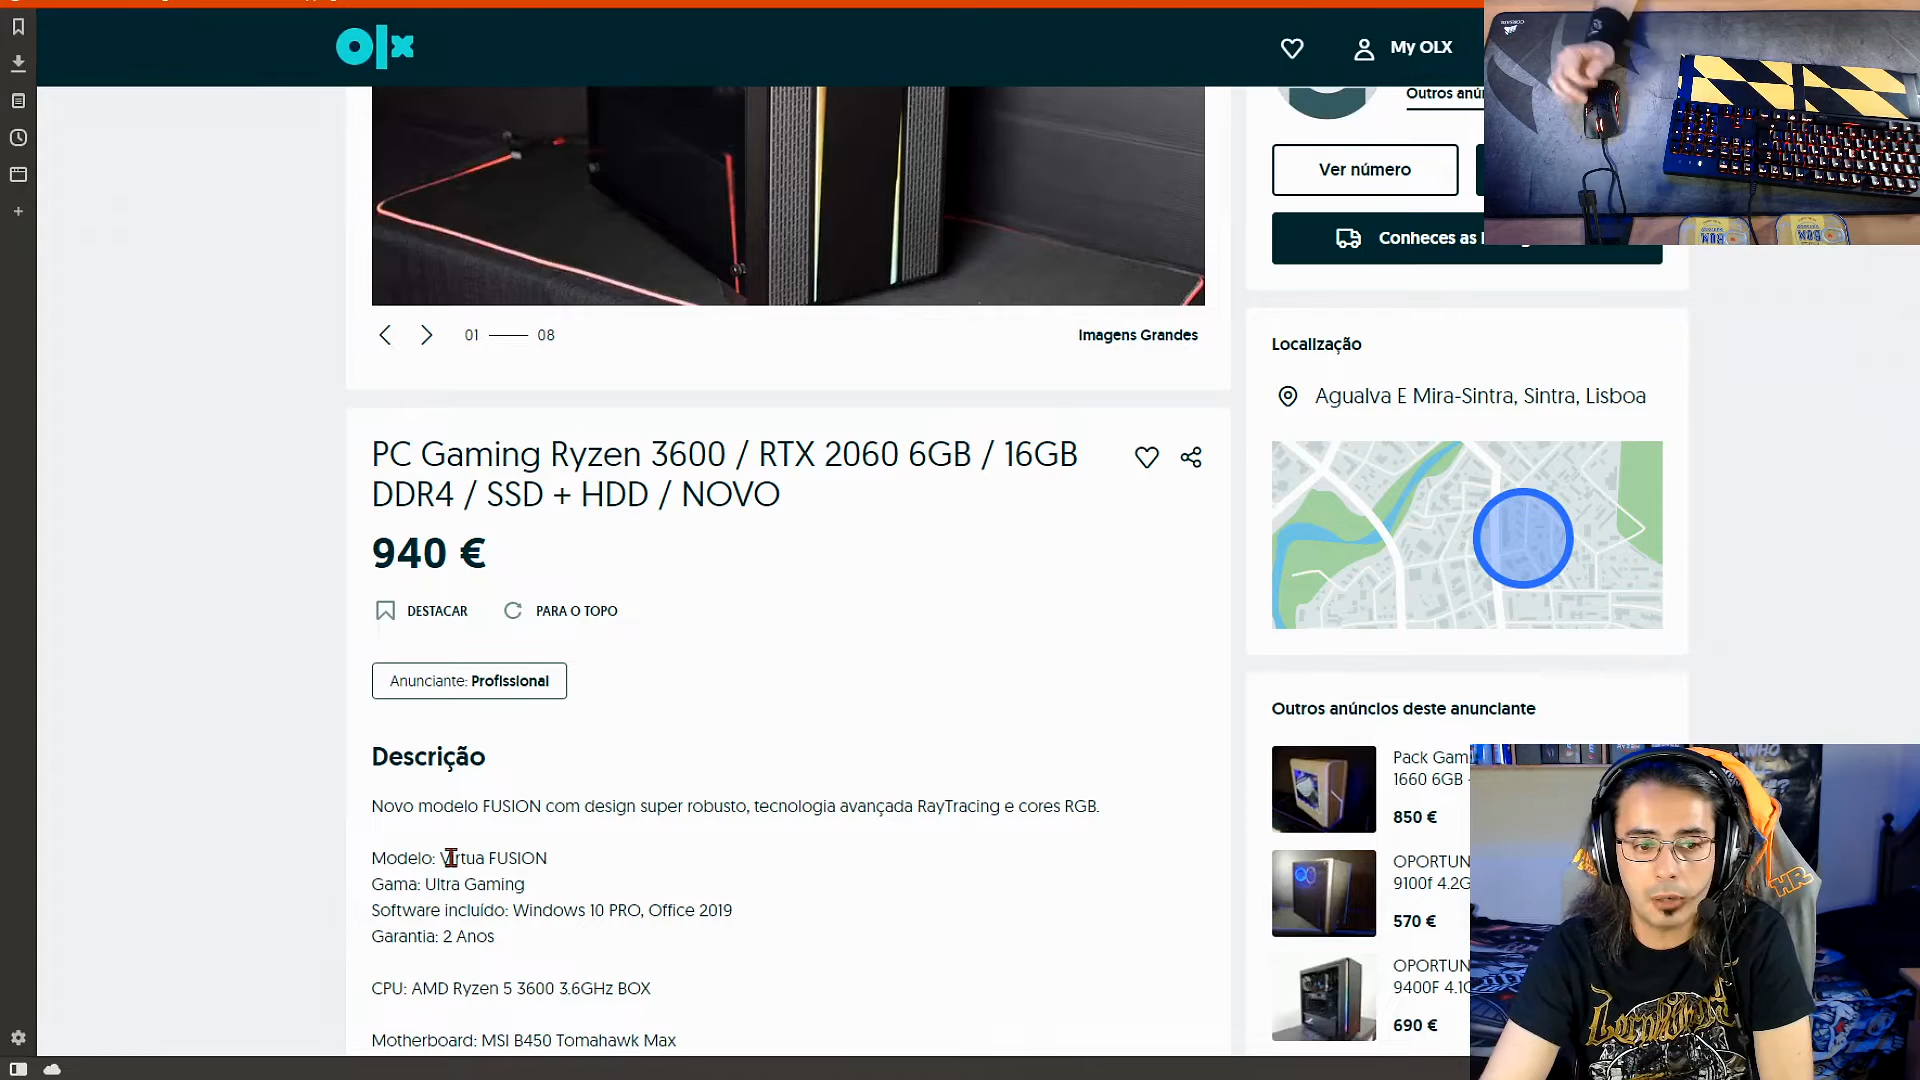 olx
My OLX
Ver número
Conheces as
01
08
Imagens Grandes
PC Gaming Ryzen 3600 / RTX 2060 6GB / 16GB
DDR4 / SSD + HDD / NOVO
940 €
DESTACAR
PARA O TOPO
Anunciante: Profissional
Descrição
Novo modelo FUSION com design super robusto, tecnologia avançada RayTracing e cores RGB.
Modelo: Virtua FUSION
Gama: Ultra Gaming
Software incluído: Windows 10 PRO, Office 2019
Garantia: 2 Anos
CPU: AMD Ryzen 5 3600 3.6GHz BOX
Motherboard: MSI B450 Tomahawk Max
Outros
Localização
Agualva E Mira-Sintra, Sintra, Lisboa
Outros anúncios deste anunciante
Pack Gam
1660 6GB
850 €
OPORTUN
9100f 4.2G
570 €
OPORTUN
9400F 4.1G
690 €
CORSAIR
HR